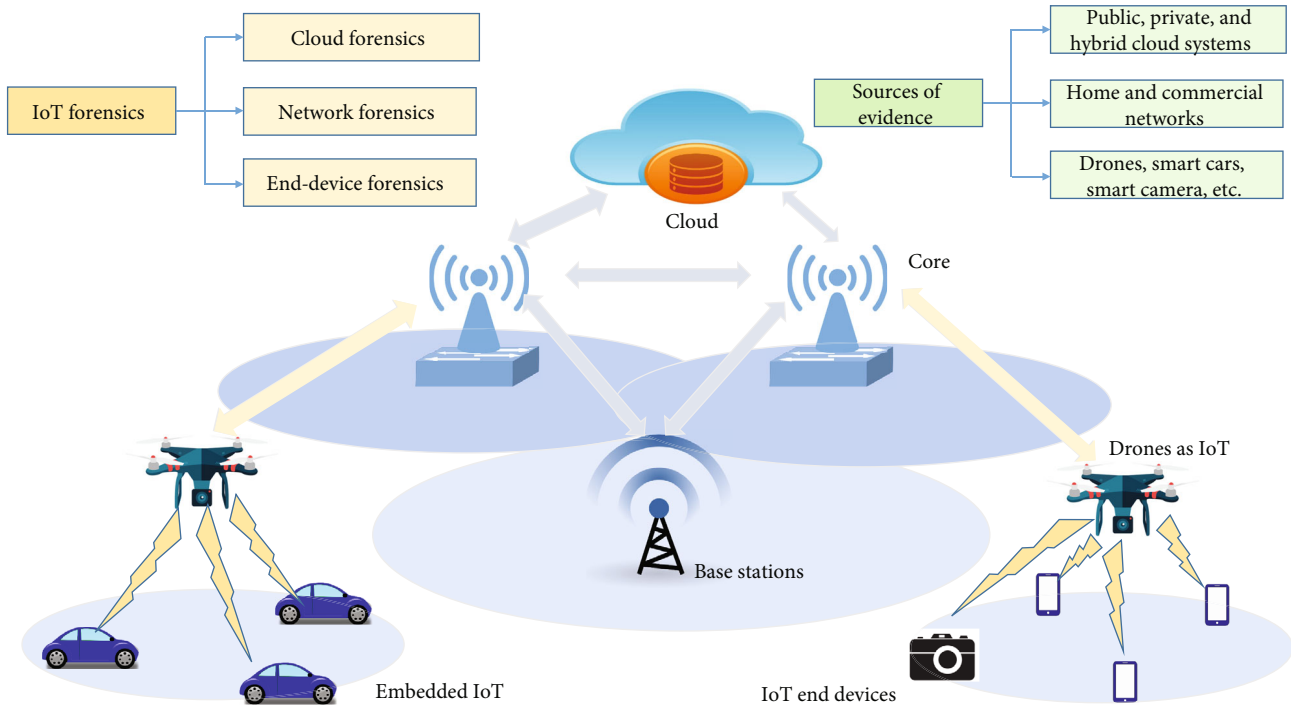 Cloud forensics
IoT forensics
Network forensics
End-device forensics
Public, private, and
hybrid cloud systems
Sources of
evidence
Home and commercial
networks
Drones, smart cars,
smart camera, etc.
Cloud
Core
Drones as IoT
Base stations
Embedded IoT
IoT end devices